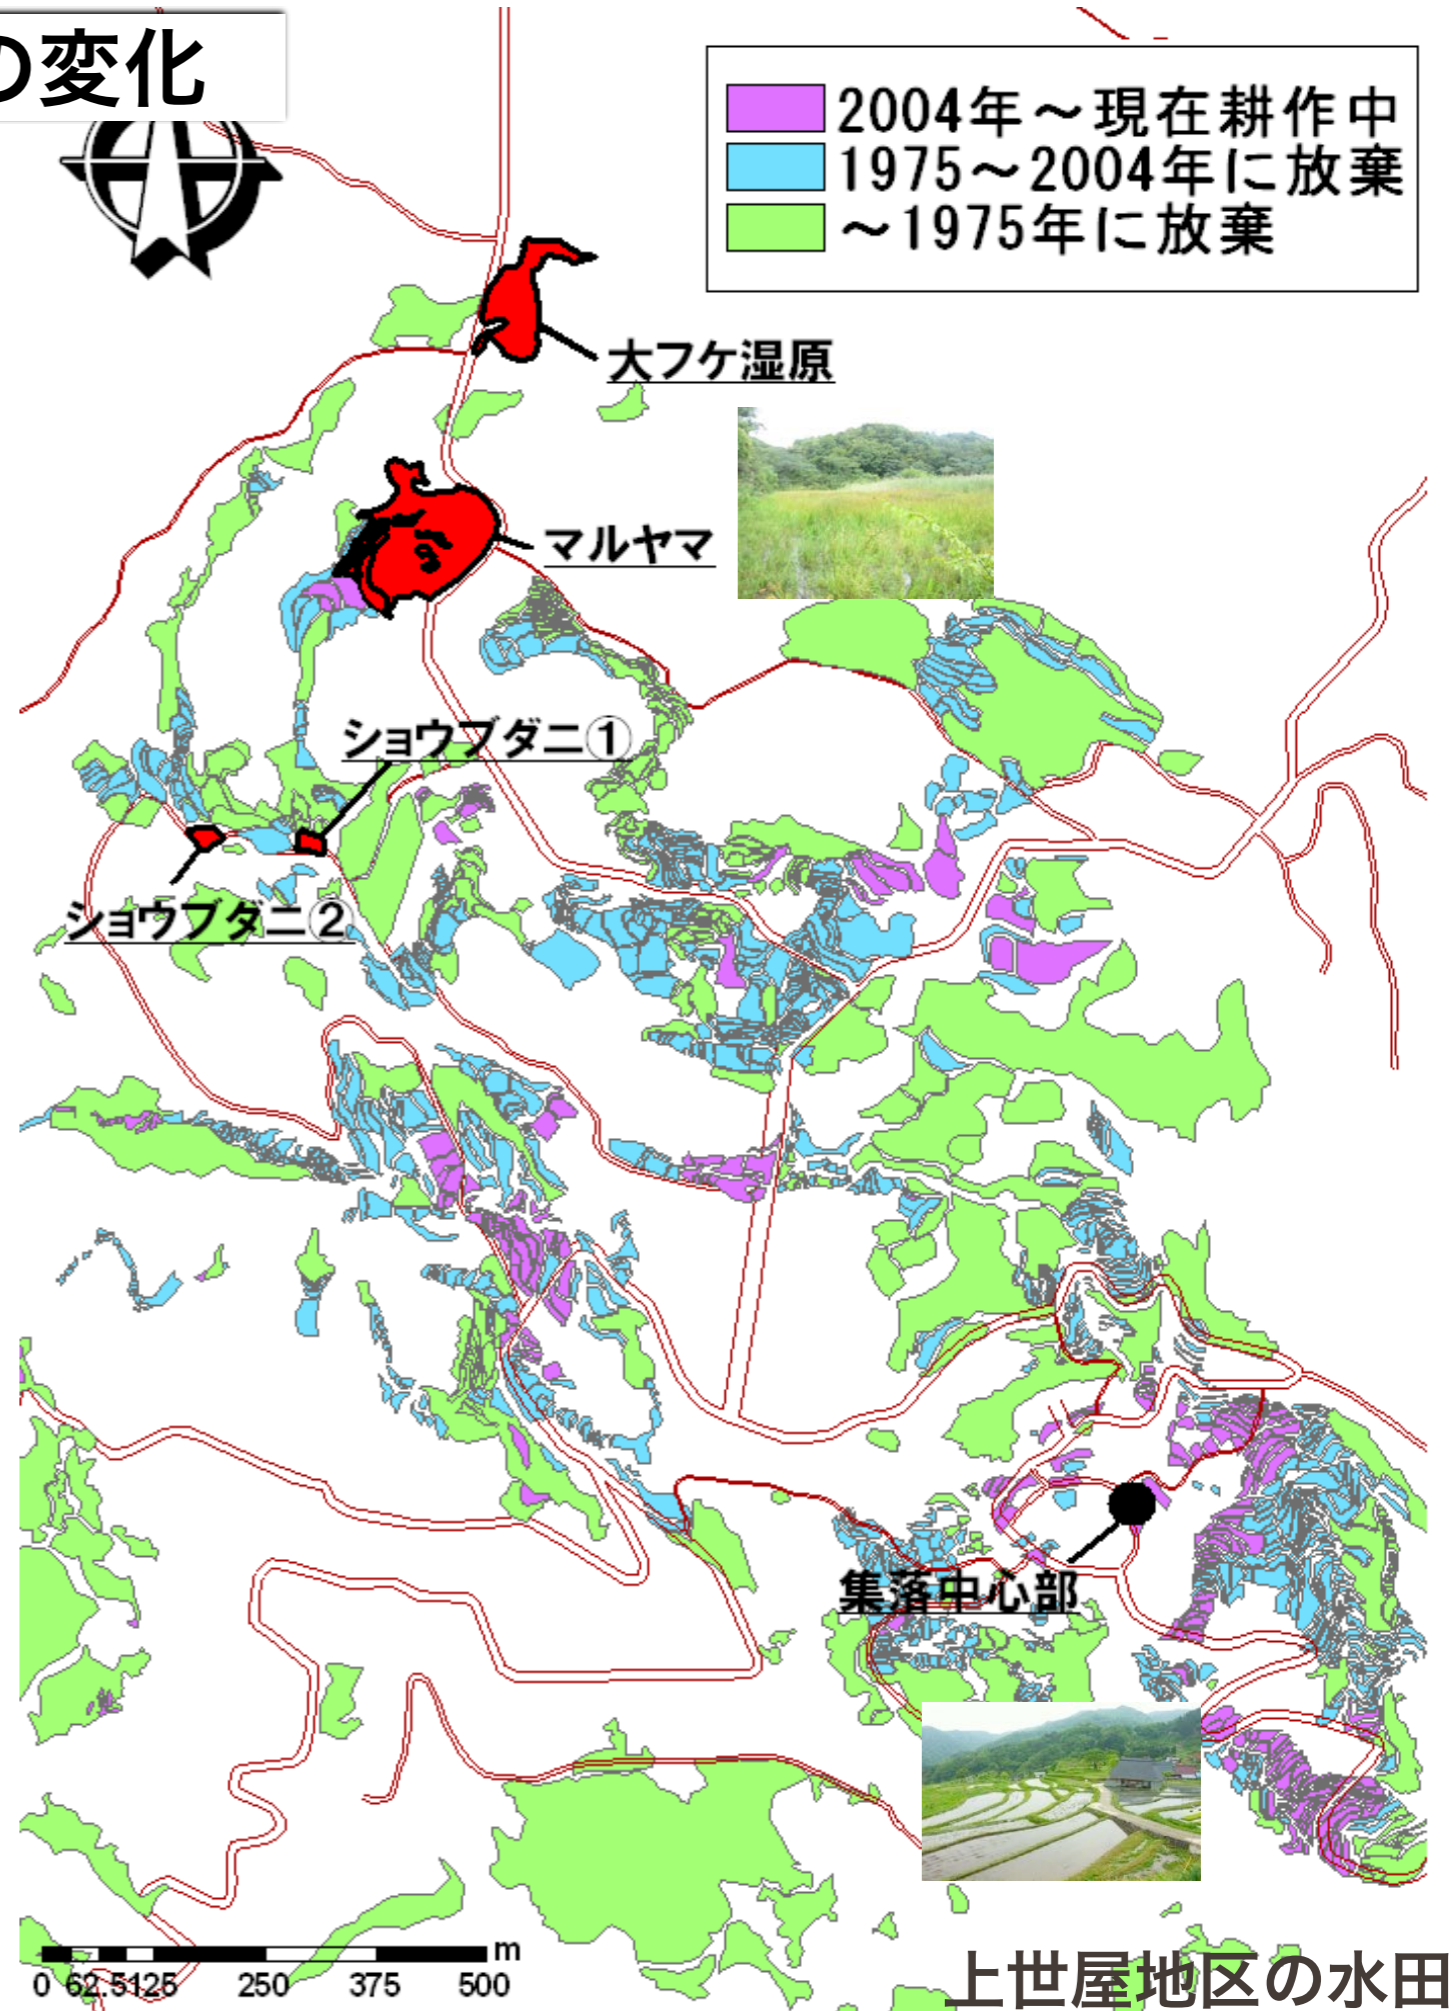 の変化
2004年～現在耕作中
1975～2004年に放棄
～1975年に放棄
大フケ湿原
マルヤマ
ショウブダニ①
ショウブダニ②
集落中心部
m
0 62.5125 250 375 500
上世屋地区の水田